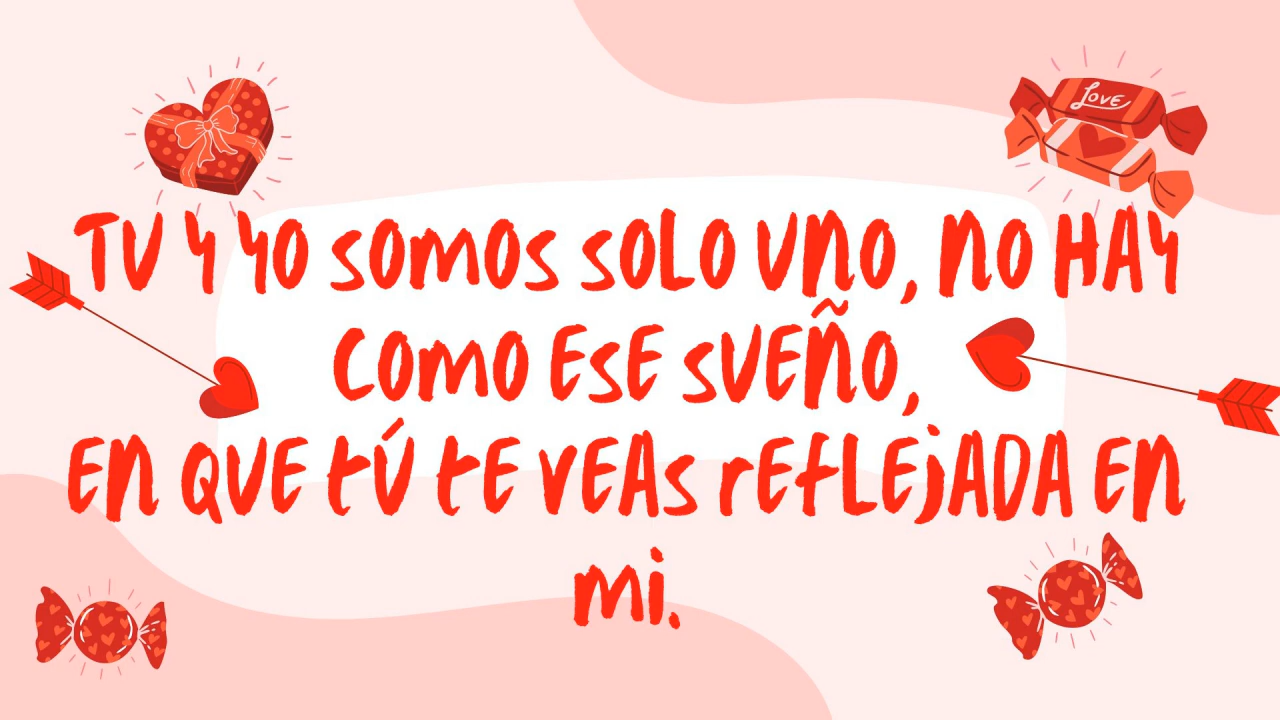 LOVE
TU Y YO SOMOS SOLO UNO, NO HAY
COMO ESE SUEÑO,
EN QUE TÚ TE VEAS REFLEJADA EN
MI.